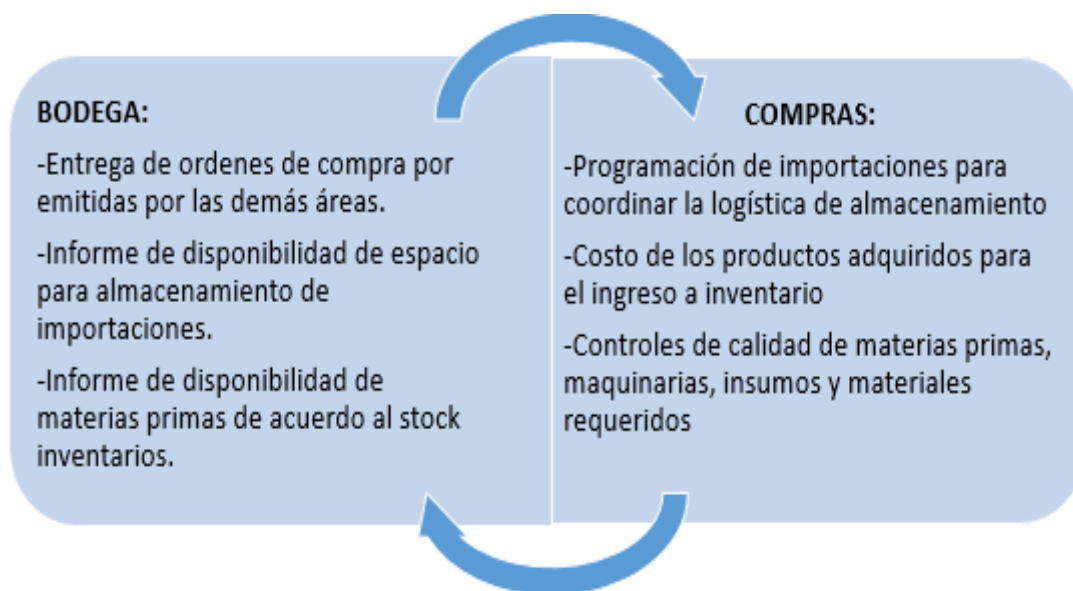 BODEGA:
-Entrega de ordenes de compra por
emitidas por las demás áreas.
-Informe de disponibilidad de espacio
para almacenamiento de
importaciones.
-Informe de disponibilidad de
materias primas de acuerdo al stock
inventarios.
COMPRAS:
-Programación de importaciones para
coordinar la logística de almacenamiento
-Costo de los productos adquiridos para
el ingreso a inventario
-Controles de calidad de materias primas,
maquinarias, insumos y materiales
requeridos